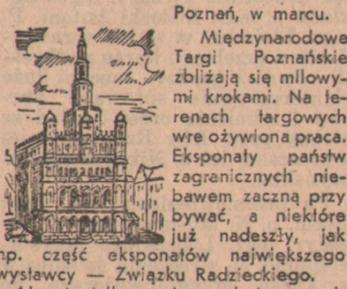 Poznań, w marcu.
Międzynarodowe
Targi Poznańskie
zbliżają się milowy-
mi krokami. Na te-
renach targowych
wre ożywiona praca.
Eksponaty państw
zagranicznych nie-
bawem zaczną przy
bywać, a niektóre
już nadeszły, jak
np. część eksponatów największego
wystawcy — Związku Radzieckiego.